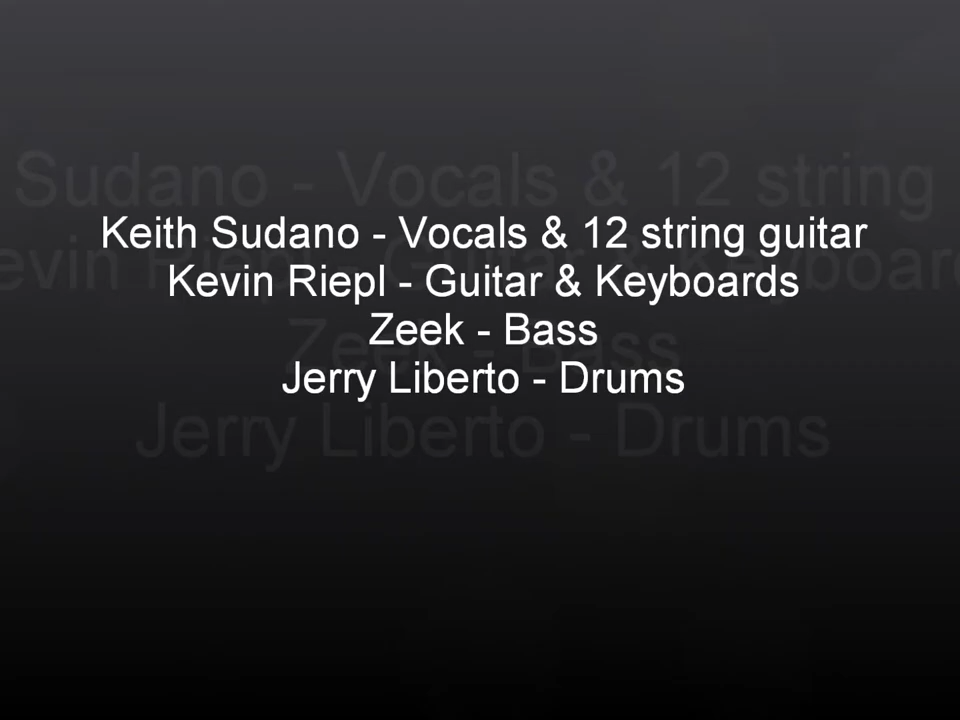 Keith Sudano - Vocals & 12 string guitar
Kevin Riepl - Guitar & Keyboards
Zeek - Bass
Jerry Liberto - Drums